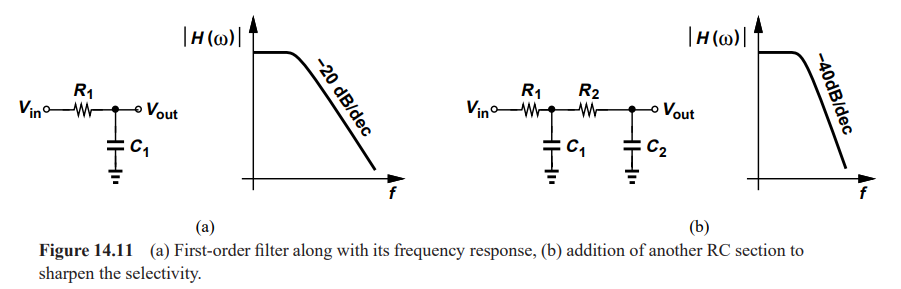 |H(ω)|
–20 dB/dec
R1
Vin
Vout
C1
f
(a)
|H(ω)|
–40dB/dec
R1
R2
Vin
Vout
C1
C2
f
(b)
Figure 14.11 (a) First-order filter along with its frequency response, (b) addition of another RC section to
sharpen the selectivity.